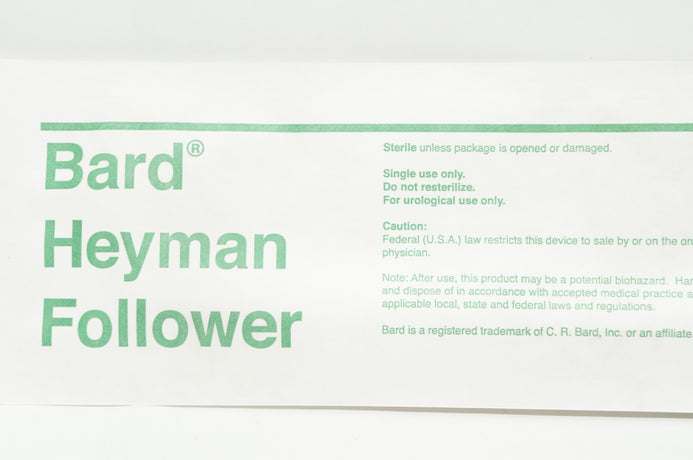 Bard®
Heyman
Follower
Sterile unless package is opened or damaged.
Single use only.
Do not resterilize.
For urological use only.
Caution:
Federal (U.S.A.) law restricts this device to sale by or on the
physician.
Note: After use, this product may be a potential biohazard. 
and dispose of in accordance with accepted medical practice
applicable local, state and federal laws and regulations.
Bard is a registered trademark of C. R. Bard, Inc. or an affiliate